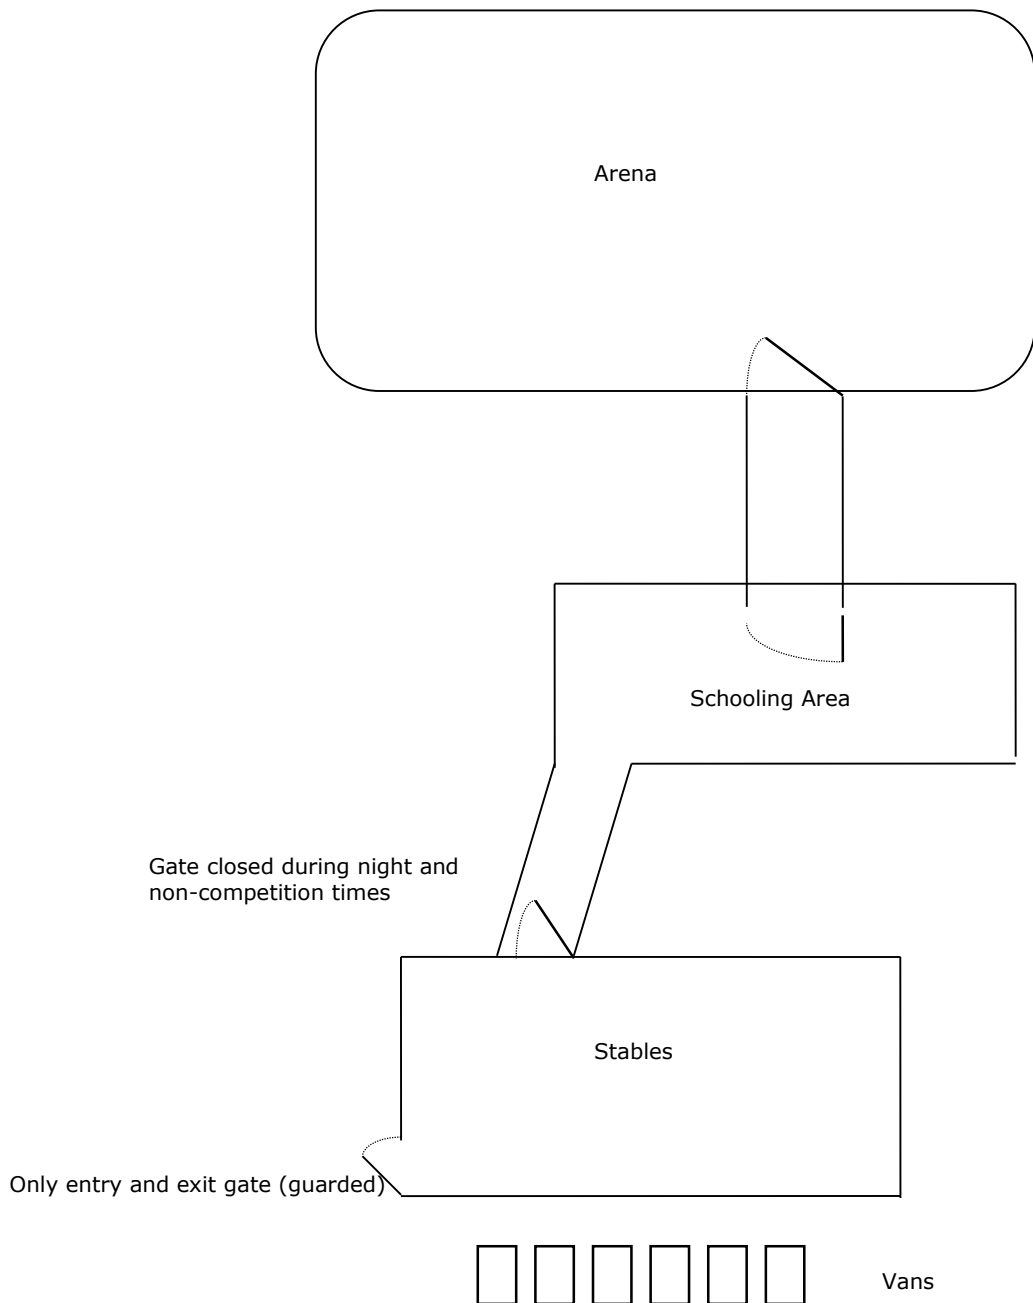 Arena
Schooling Area
Gate closed during night and
non-competition times
Stables
Only entry and exit gate (guarded)
Vans